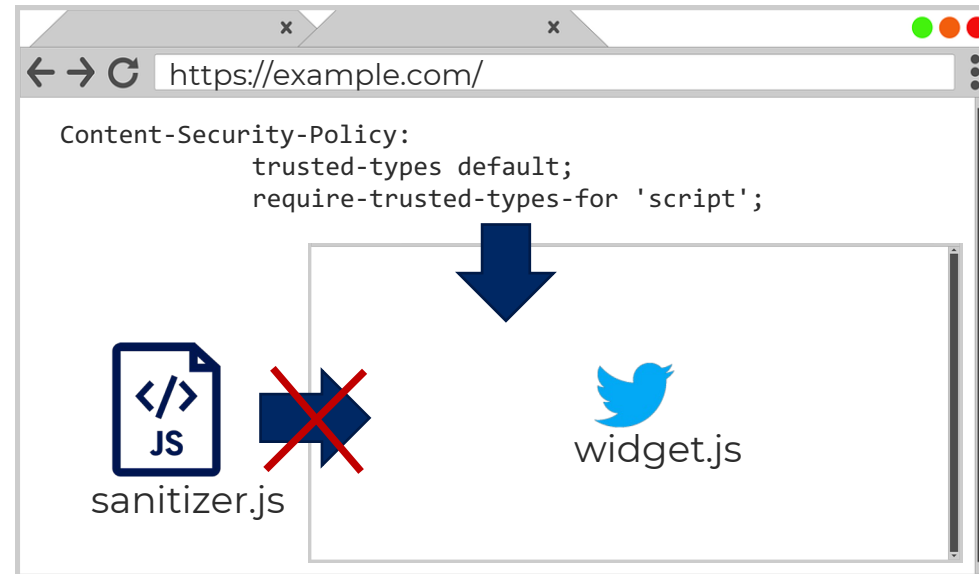 https://example.com/
Content-Security-Policy:
trusted-types default;
require-trusted-types-for 'script';
</>
JS
widget.js
sanitizer.js